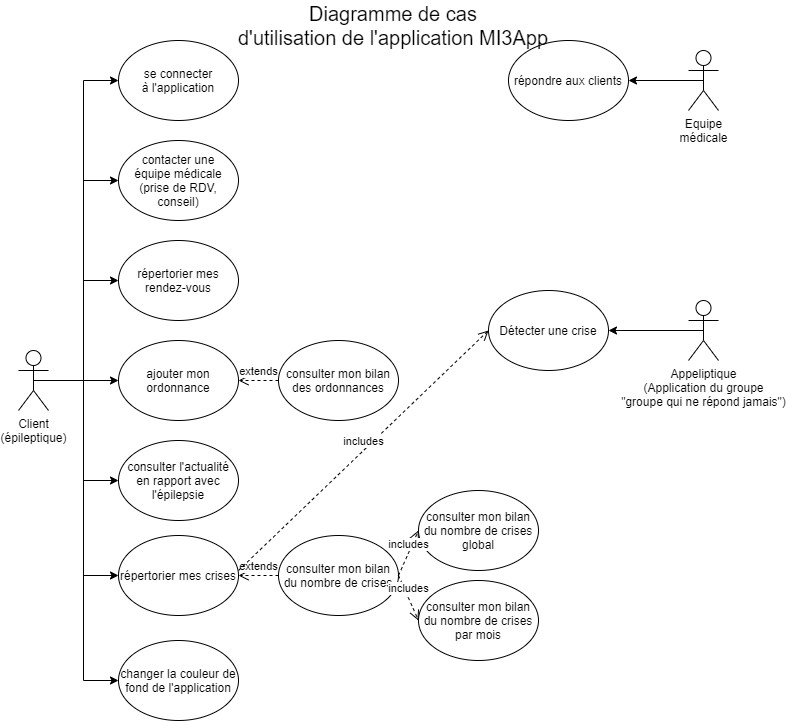 Diagramme de cas
d'utilisation de l'application MI3App
se connecter
à l'application
répondre aux clients
Equipe
médicale
contacter une
équipe médicale
(prise de RDV,
conseil)
répertorier mes
rendez-vous
Détecter une crise
Appeliptique
(Application du groupe
"groupe qui ne répond jamais")
Client
(épileptique)
ajouter mon
ordonnance
extends
consulter mon bilan
des ordonnances
includes
consulter l'actualité
en rapport avec
l'épilepsie
répertorier mes crises
extends
consulter mon bilan
du nombre de crises
includes
consulter mon bilan
du nombre de crises
global
includes
consulter mon bilan
du nombre de crises
par mois
changer la couleur de
fond de l'application